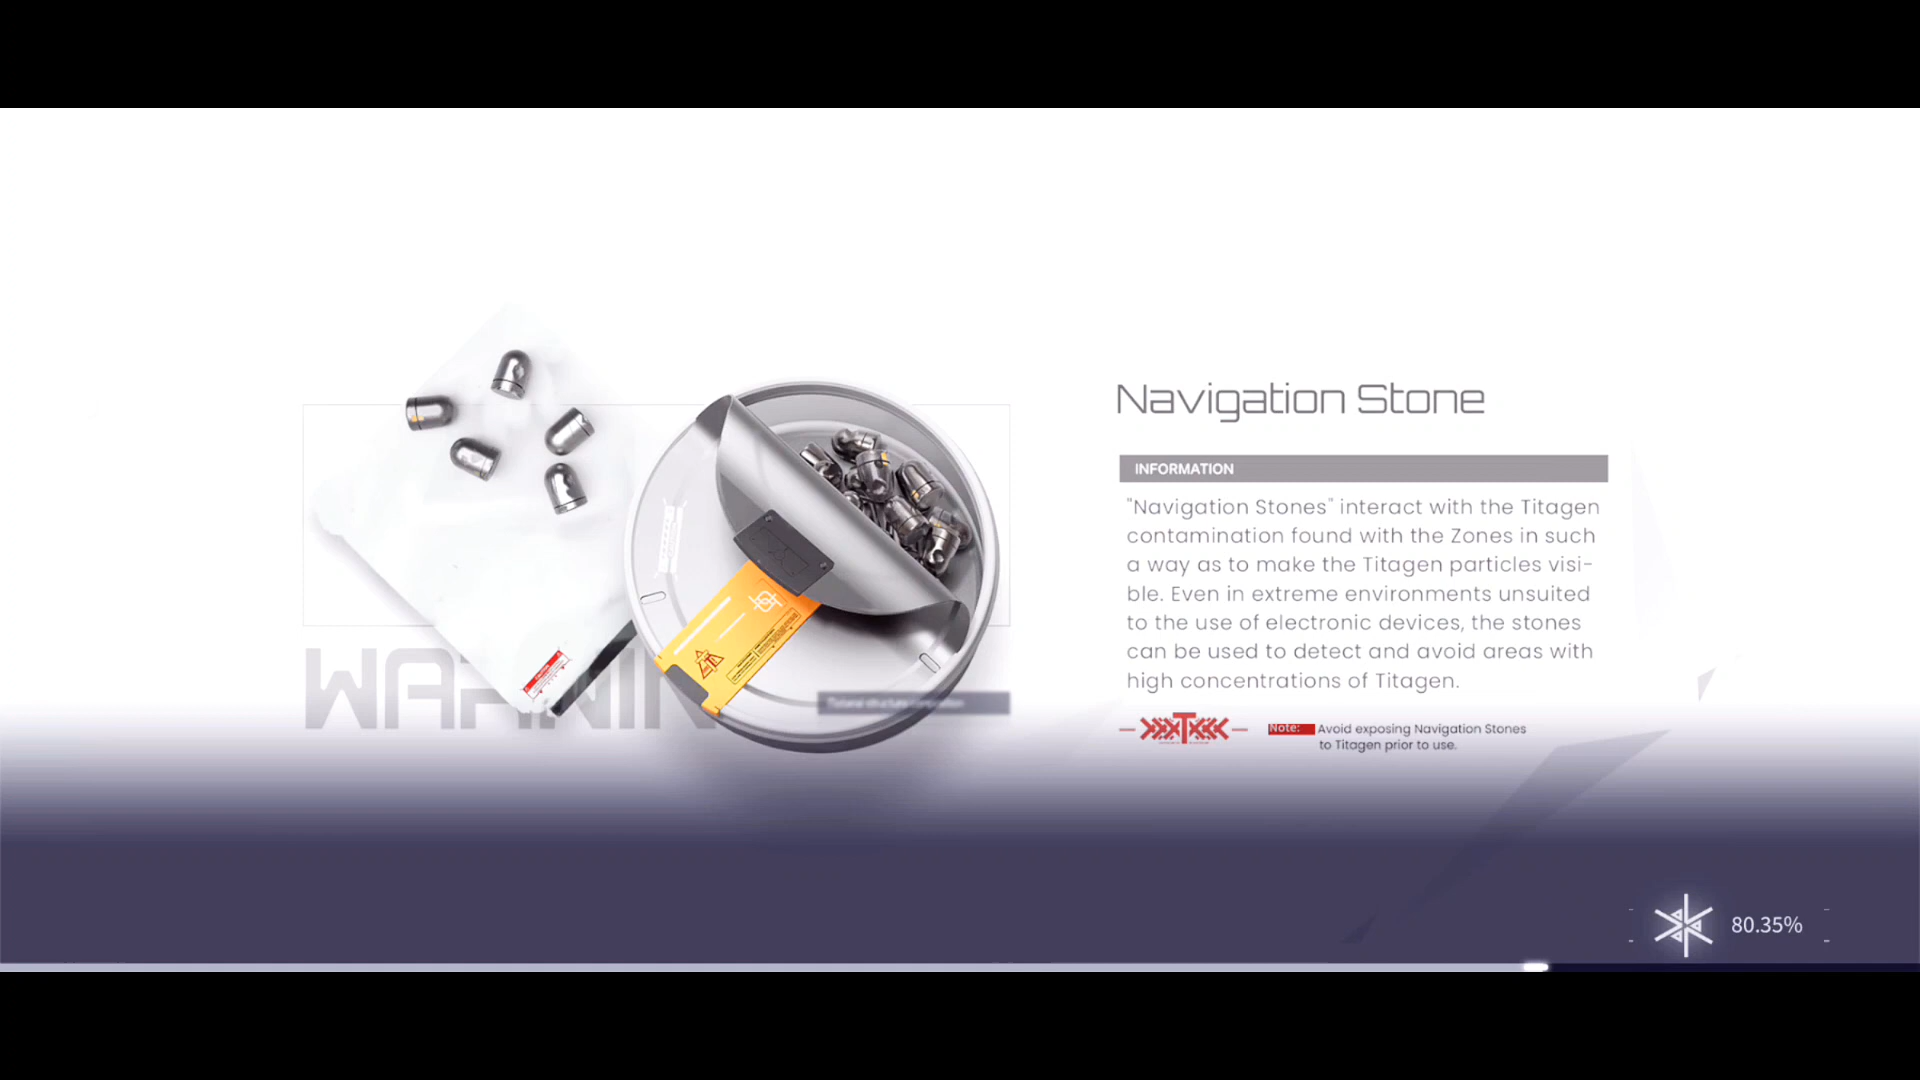 Navigation Stone
INFORMATION
"Navigation Stones" interact with the Titagen
contamination found with the Zones in such
a way as to make the Titagen particles visi-
ble. Even in extreme environments unsuited
to the use of electronic devices, the stones
can be used to detect and avoid areas with
high concentrations of Titagen.
Note: Avoid exposing Navigation Stones
to Titagen prior to use.
80.35%